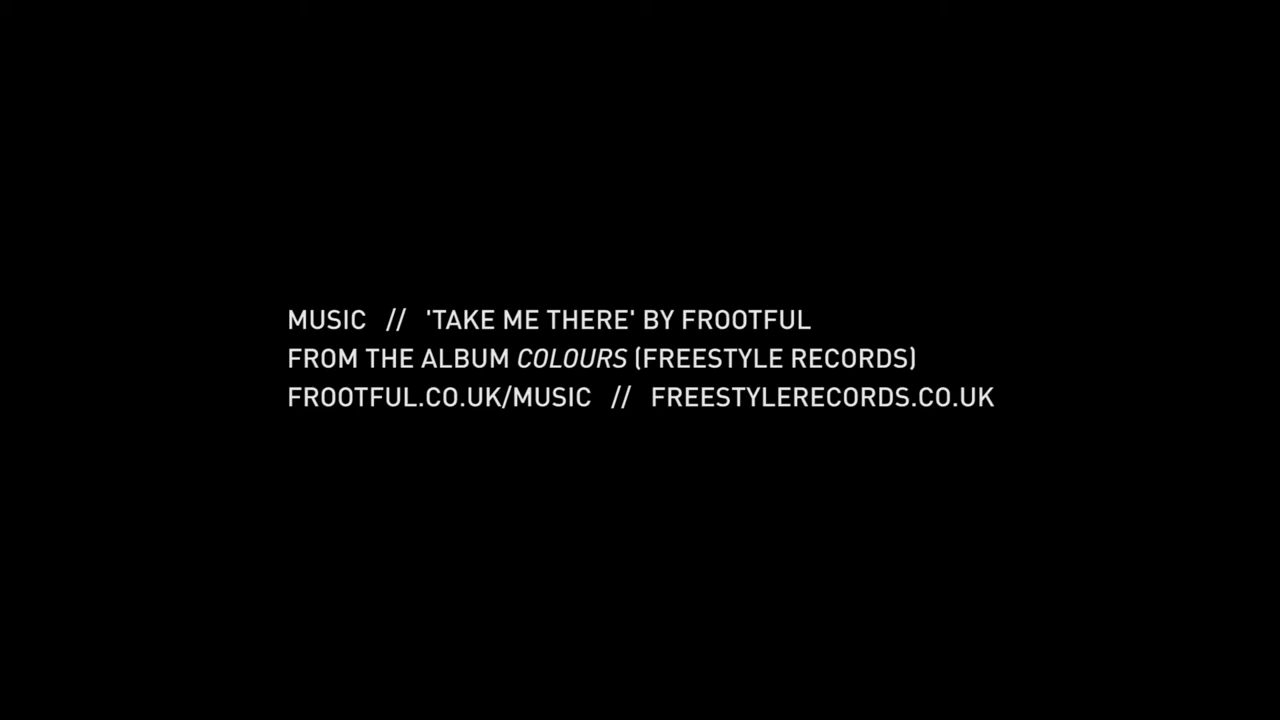 MUSIC // 'TAKE ME THERE' BY FROOTFUL
FROM THE ALBUM COLOURS (FREESTYLE RECORDS)
FROOTFUL.CO.UK/MUSIC // FREESTYLERECORDS.CO.UK